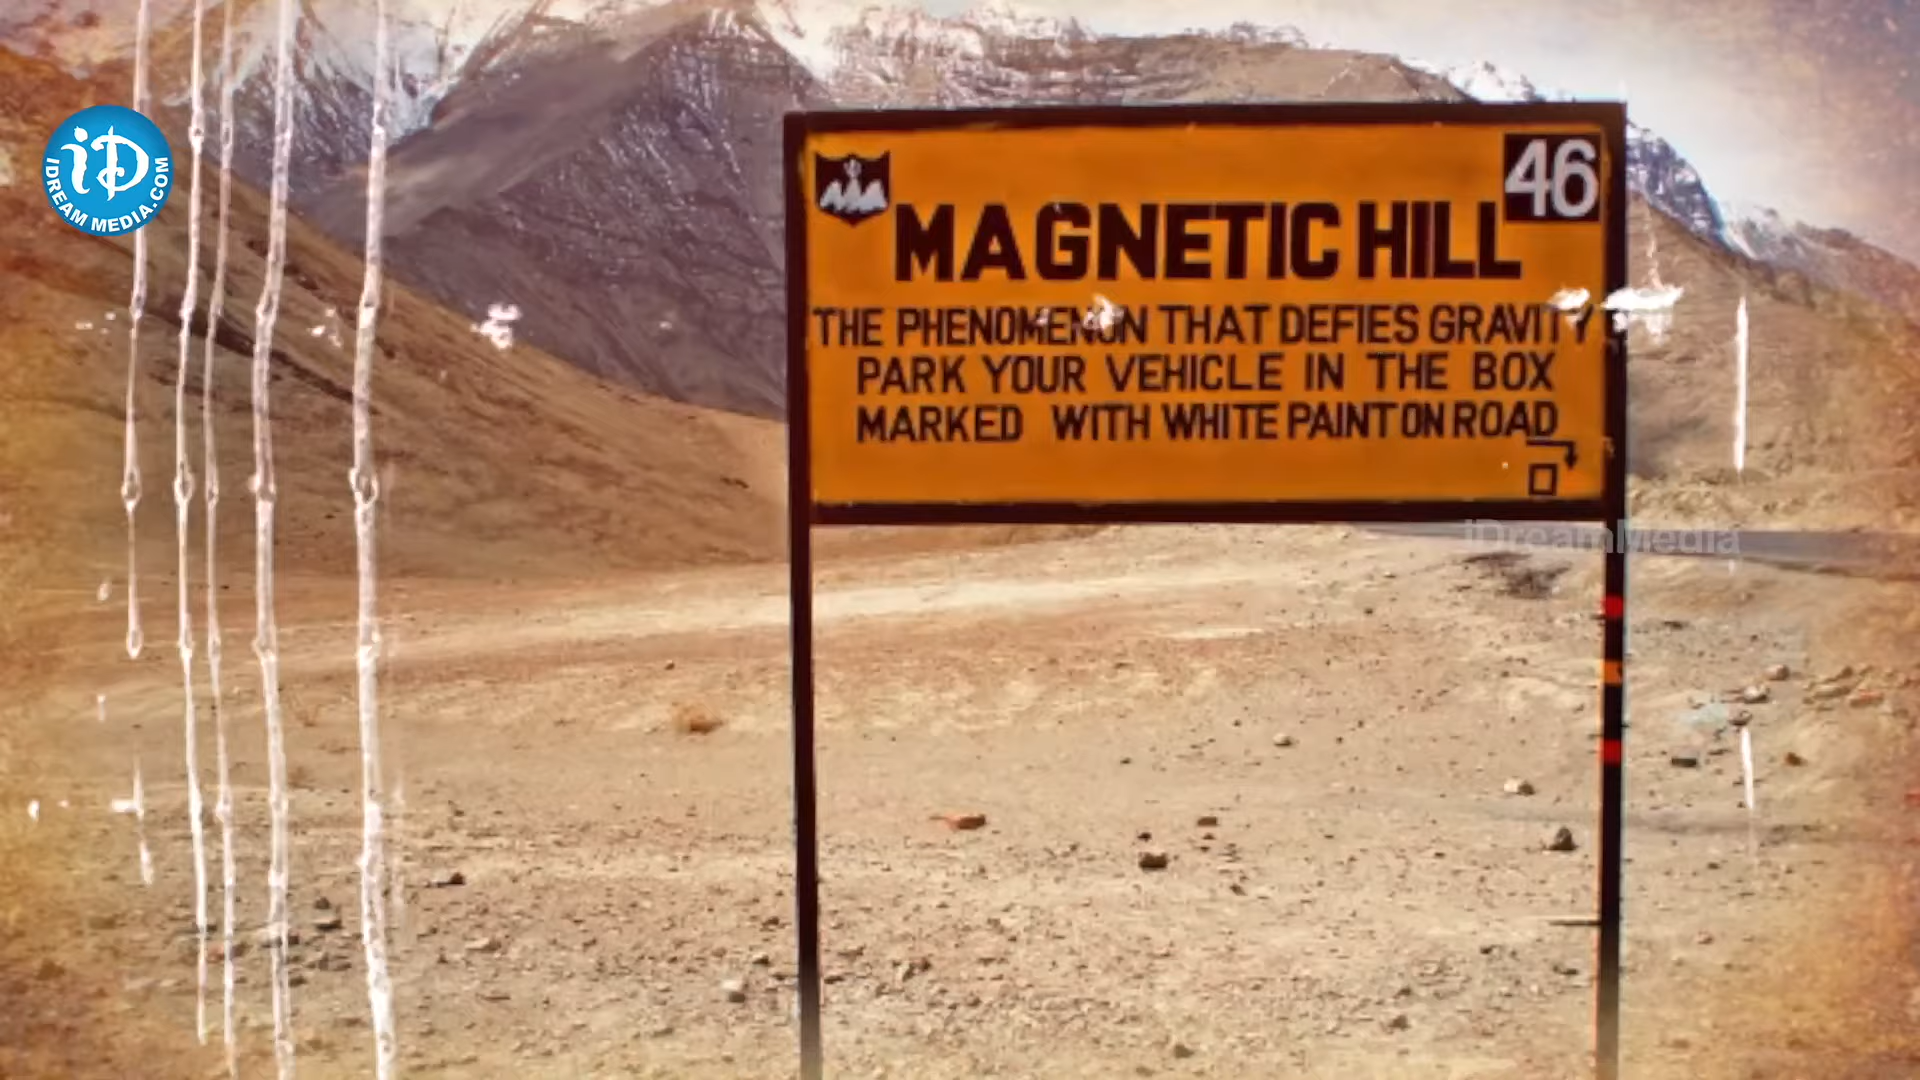 iD
IDREAM MEDIA.COM
46
MAGNETIC HILL
THE PHENOMENON THAT DEFIES GRAVITY
PARK YOUR VEHICLE IN THE BOX
MARKED WITH WHITE PAINT ON ROAD
iDreamMedia